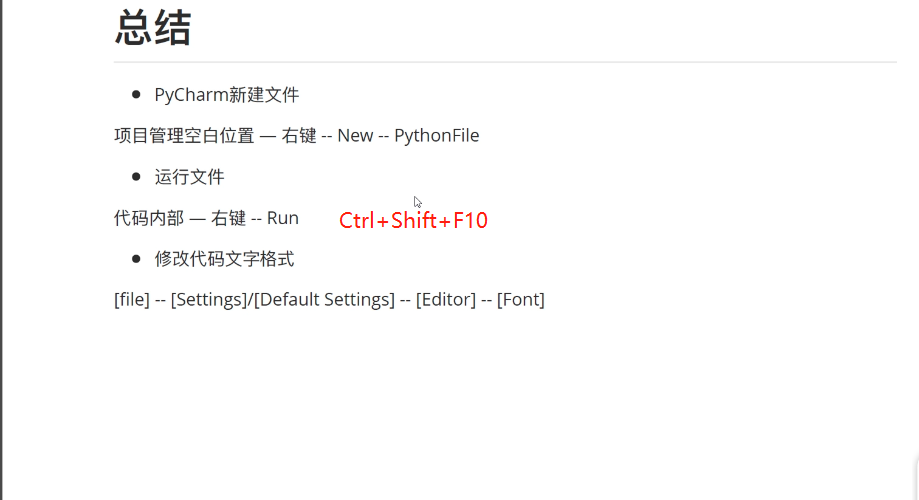 总结
PyCharm新建文件
项目管理空白位置 — 右键 -- New -- PythonFile
运行文件
代码内部 — 右键 -- Run Ctrl+Shift+F10
修改代码文字格式
[file] -- [Settings]/[Default Settings] -- [Editor] -- [Font]